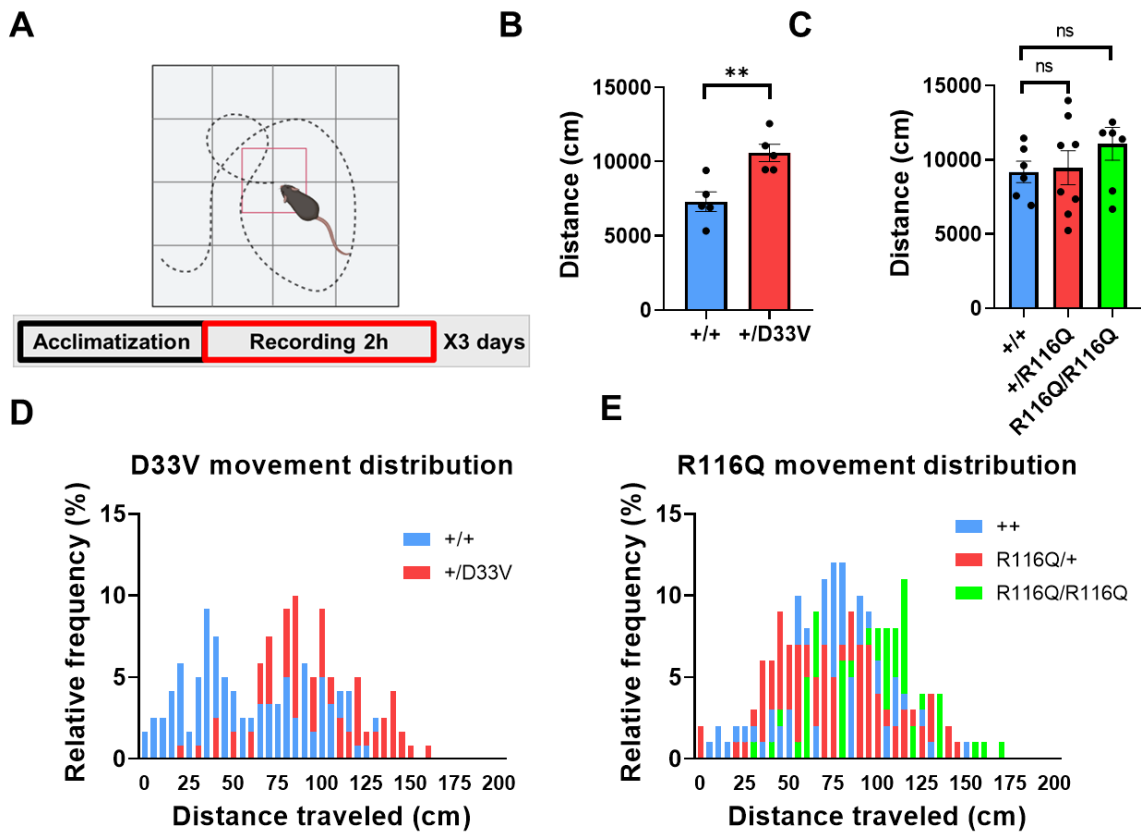 A
Acclimatization Recording 2h X3 days
B
**
Distance (cm)
15000
10000
5000
0
+/+ +/D33V
C
ns
ns
Distance (cm)
15000
10000
5000
0
+/+ +/R116Q R116Q/R116Q
D
D33V movement distribution
Relative frequency (%)
15
10
5
0
+/+
+/D33V
0 25 50 75 100 125 150 175 200
Distance traveled (cm)
E
R116Q movement distribution
Relative frequency (%)
15
10
5
0
++
R116Q/+
R116Q/R116Q
0 25 50 75 100 125 150 175 200
Distance traveled (cm)